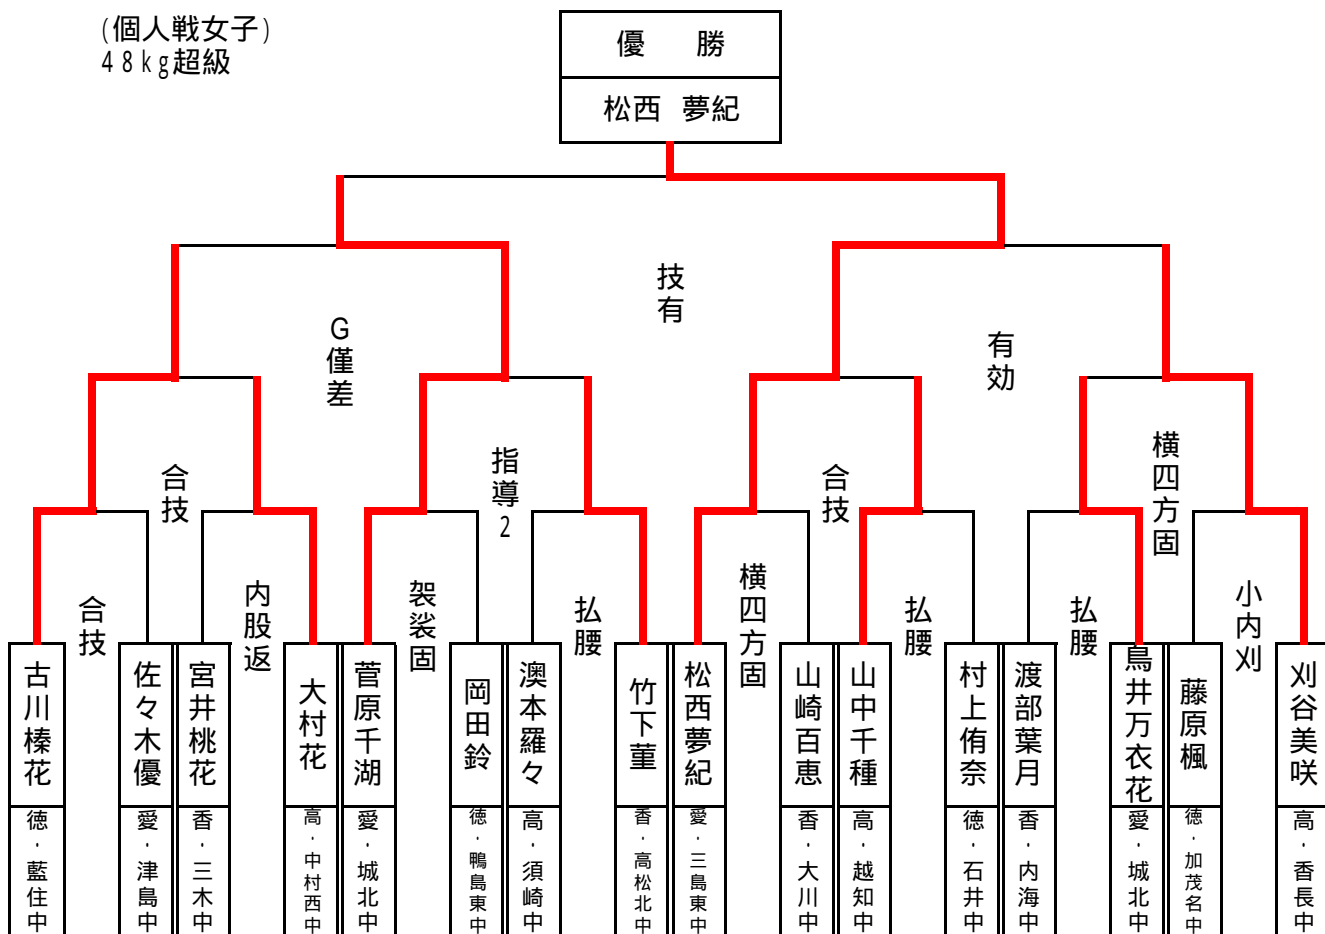 (個人戦女子)
48kg超級
優　勝
松西 夢紀
技有
G僅差
有効
合技
指導2
合技
横四方固
合技
内股返
袈裟固
払腰
横四方固
払腰
払腰
小内刈
古川榛花
佐々木優
宮井桃花
大村花
菅原千湖
岡田鈴
澳本羅々
竹下菫
松西夢紀
山崎百恵
山中千種
村上侑奈
渡部葉月
鳥井万衣花
藤原楓
刈谷美咲
徳・藍住中
愛・津島中
香・三木中
高・中村西中
愛・城北中
徳・鴨島東中
高・須崎中
香・高松北中
愛・三島東中
香・大川中
高・越知中
徳・石井中
香・内海中
愛・城北中
徳・加茂名中
高・香長中